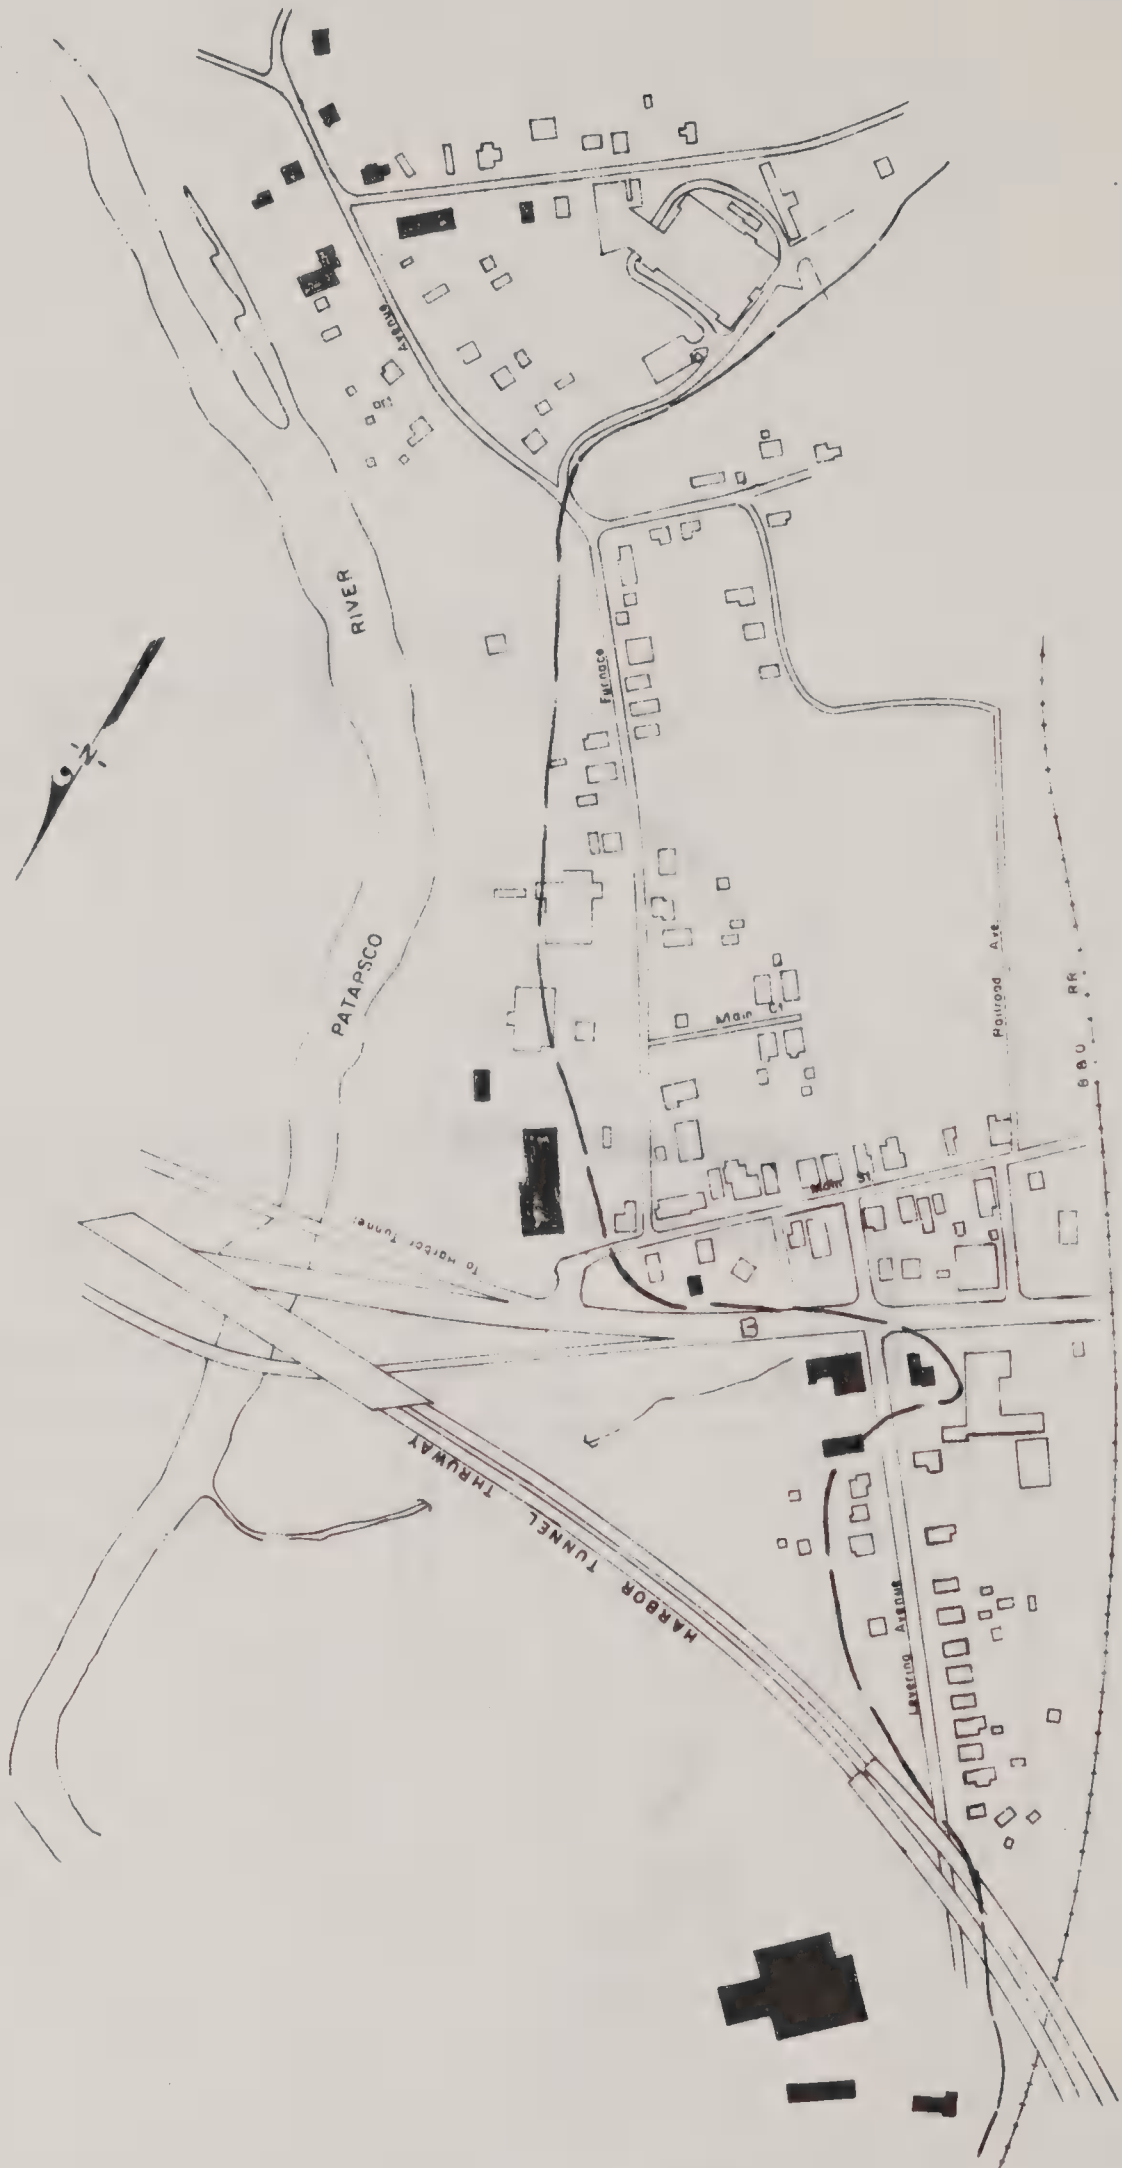 Avenue
RIVER
Furnace
N
PATAPSCO
Main Ct
Railroad Ave.
B & O RR
Main St
To Harbor Tunnel
HARBOR TUNNEL THRUWAY
Levering Avenue